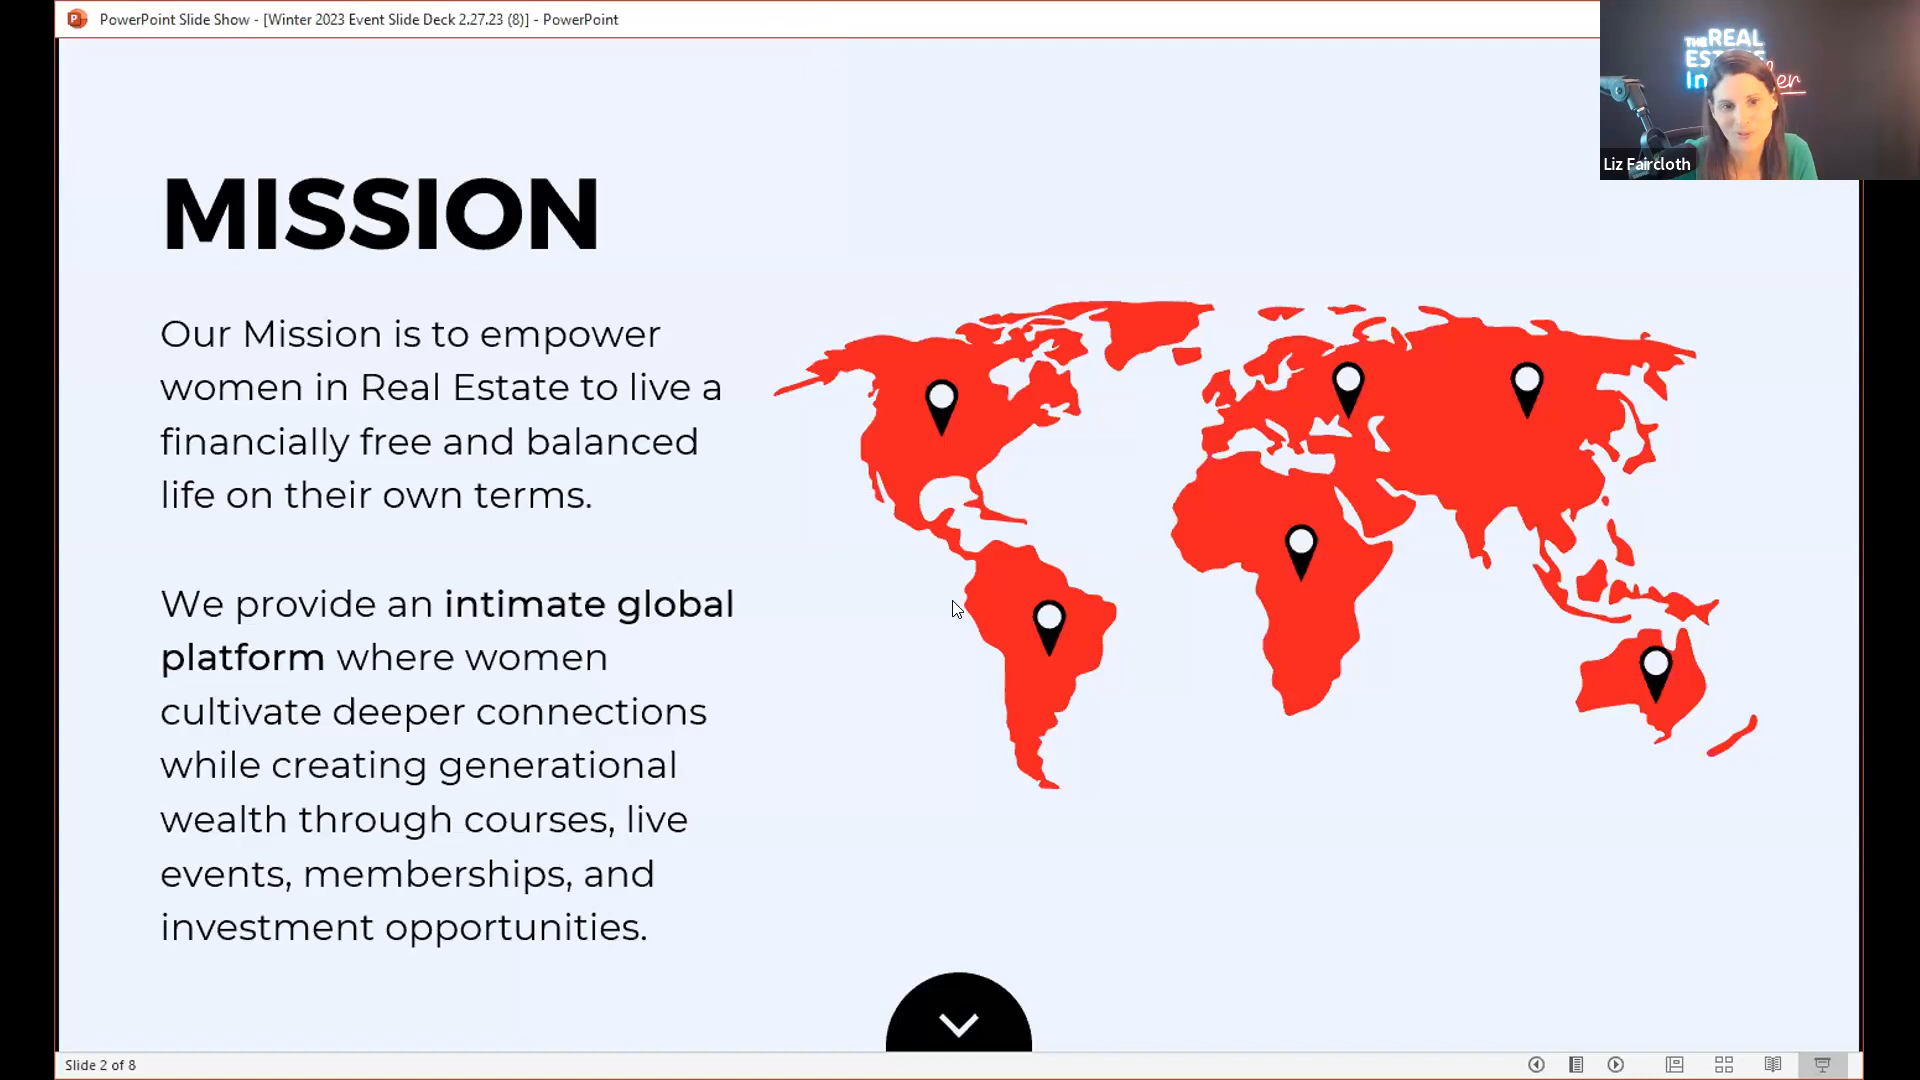 PowerPoint Slide Show - [Winter 2023 Event Slide Deck 2.27.23 (8)] - PowerPoint
THE REAL
Liz Faircloth
MISSION
Our Mission is to empower
women in Real Estate to live a
financially free and balanced
life on their own terms.
We provide an intimate global
platform where women
cultivate deeper connections
while creating generational
wealth through courses, live
events, memberships, and
investment opportunities.
Slide 2 of 8